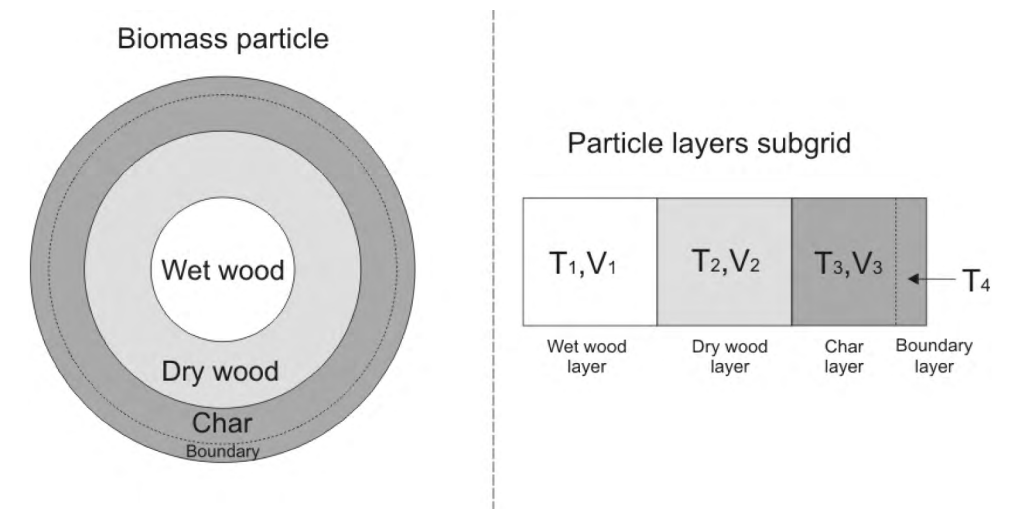 Biomass particle
Wet wood
Dry wood
Char
Boundary
Particle layers subgrid
T₁,V₁
T₂,V₂
T₃,V₃
T₄
Wet wood
layer
Dry wood
layer
Char
layer
Boundary
layer